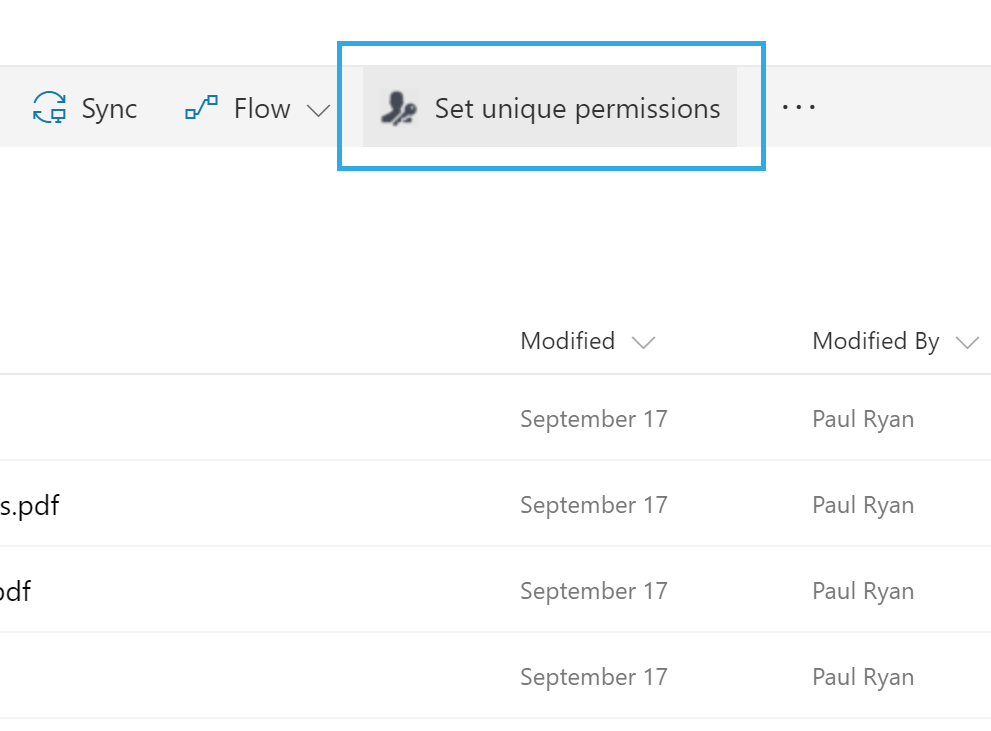 Sync Flow Set unique permissions ...
Modified Modified By
September 17 Paul Ryan
s.pdf September 17 Paul Ryan
pdf September 17 Paul Ryan
September 17 Paul Ryan